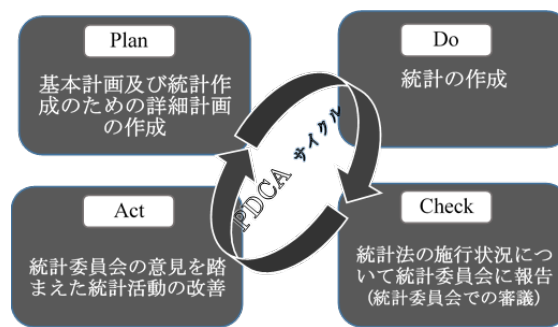 Plan
基本計画及び統計作
成のための詳細計画
の作成
Do
統計の作成
PDCA サイクル
Act
統計委員会の意見を踏
まえた統計活動の改善
Check
統計法の施行状況につ
いて統計委員会に報告
(統計委員会での審議)